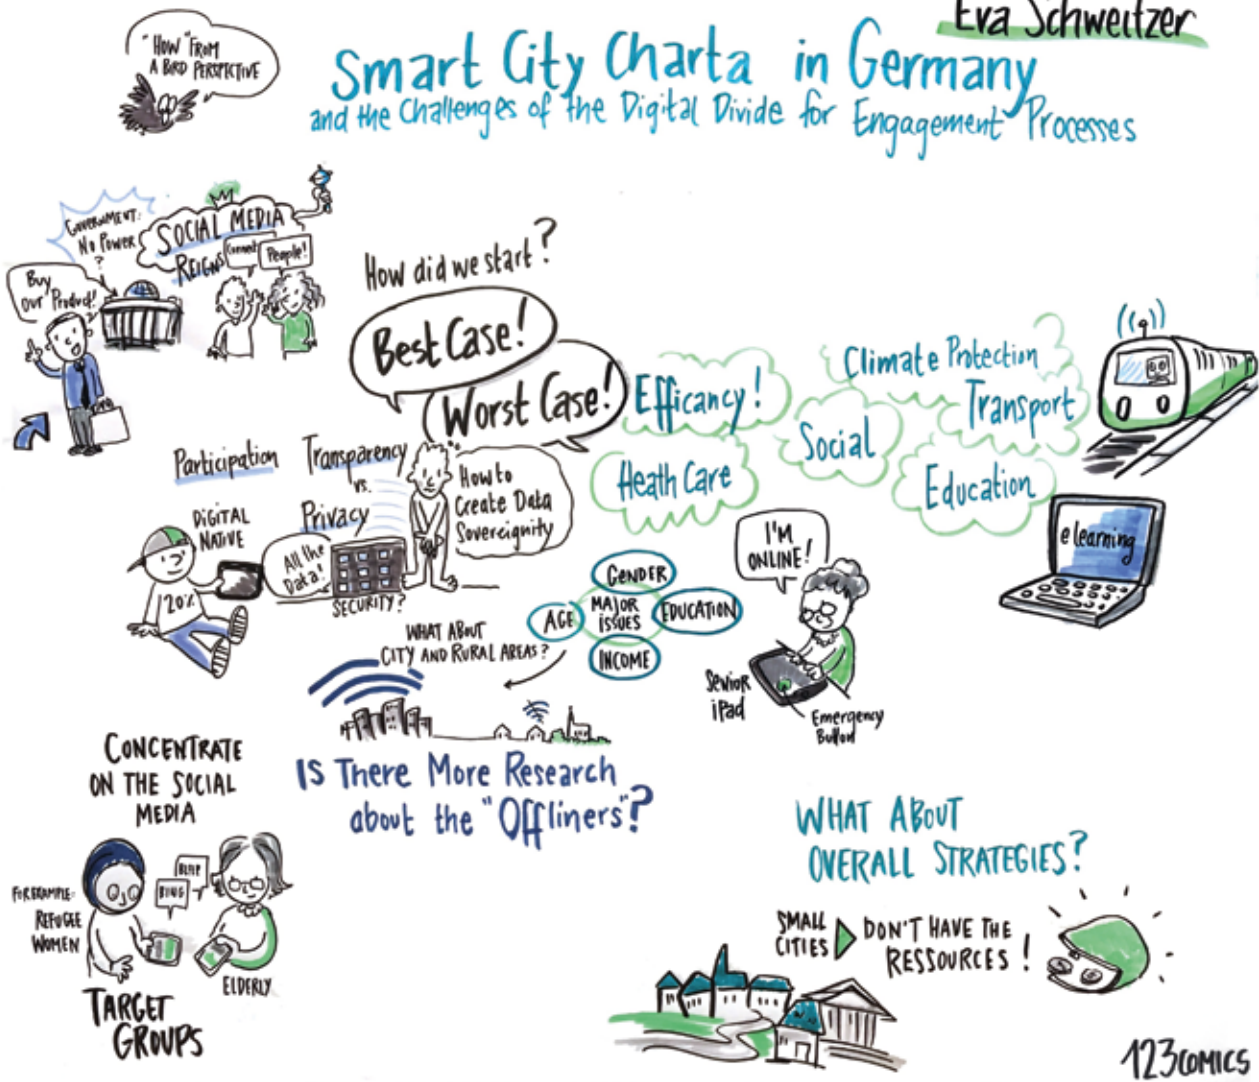 Eva Schweitzer
"HOW" FROM
A BIRD PERSPECTIVE
Smart City Charta in Germany
and the Challenges of the Digital Divide for Engagement Processes
GOVERNMENT:
No Power
?
SOCIAL MEDIA
REIGNS
Connect
People!
Buy
our Product!
How did we start?
Best Case!
Worst Case!
Efficancy!
Heath Care
Social
Climate Protection
Transport
Education
e learning
Participation
Transparency
vs.
Privacy
How to
Create Data
Sovereignity
DIGITAL
NATIVE
20%
All the
Data!
SECURITY?
GENDER
AGE
MAJOR
ISSUES
EDUCATION
INCOME
I'M
ONLINE!
WHAT ABOUT
CITY AND RURAL AREAS?
Senior
iPad
Emergency
Button
IS There More Research
about the "Offliners"?
CONCENTRATE
ON THE SOCIAL
MEDIA
FOR EXAMPLE:
REFUGEE
WOMEN
BING
BLIIP
ELDERLY
TARGET
GROUPS
WHAT ABOUT
OVERALL STRATEGIES?
SMALL
CITIES
DON'T HAVE THE
RESSOURCES!
123COMICS